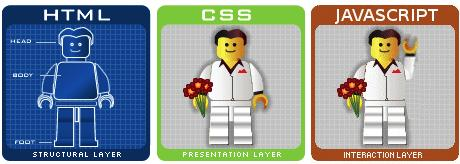 HTML
HEAD
BODY
FOOT
STRUCTURAL LAYER
CSS
PRESENTATION LAYER
JAVASCRIPT
INTERACTION LAYER